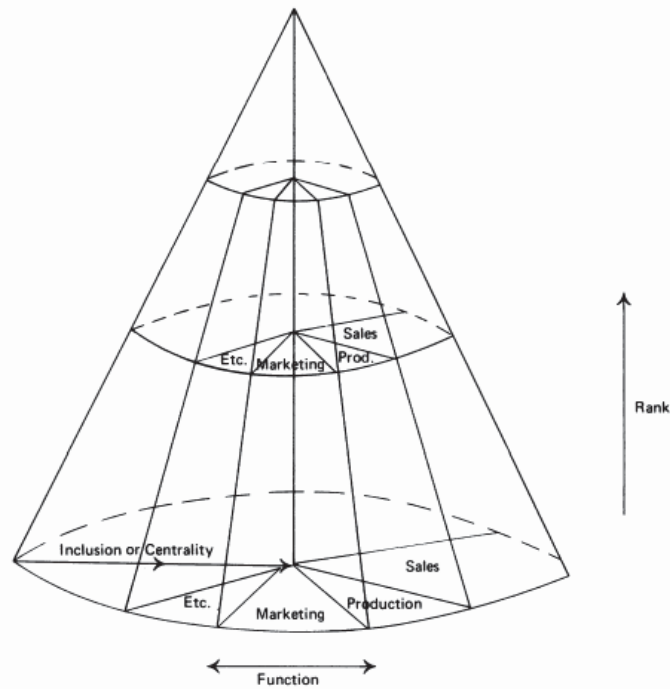 Sales
Etc.
Marketing
Prod.
Rank
Inclusion or Centrality
Sales
Etc.
Production
Marketing
Function